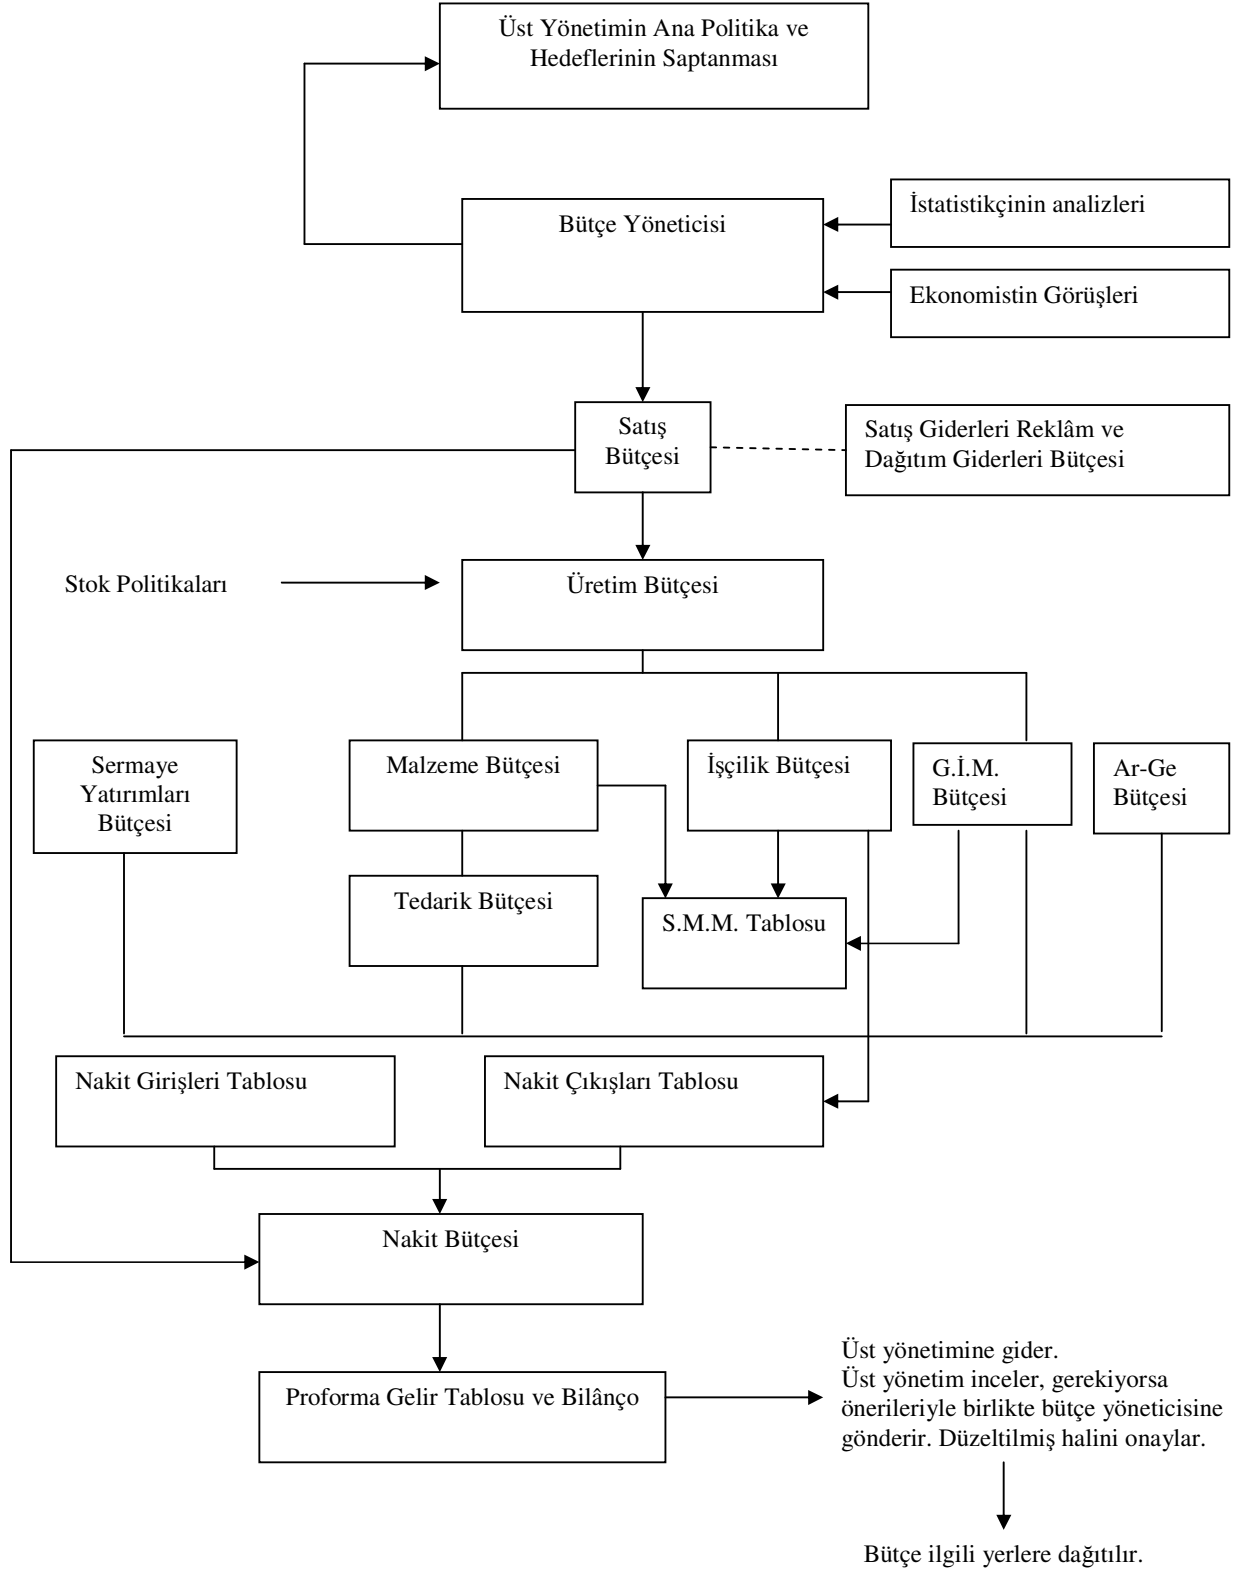 Üst Yönetimin Ana Politika ve
Hedeflerinin Saptanması
İstatistikçinin analizleri
Bütçe Yöneticisi
Ekonomistin Görüşleri
Satış
Bütçesi
Satış Giderleri Reklâm ve
Dağıtım Giderleri Bütçesi
Stok Politikaları
Üretim Bütçesi
Sermaye
Yatırımları
Bütçesi
Malzeme Bütçesi
İşçilik Bütçesi
G.İ.M.
Bütçesi
Ar-Ge
Bütçesi
Tedarik Bütçesi
S.M.M. Tablosu
Nakit Girişleri Tablosu
Nakit Çıkışları Tablosu
Nakit Bütçesi
Proforma Gelir Tablosu ve Bilânço
Üst yönetimine gider.
Üst yönetim inceler, gerekiyorsa
önerileriyle birlikte bütçe yöneticisine
gönderir. Düzeltilmiş halini onaylar.
Bütçe ilgili yerlere dağıtılır.